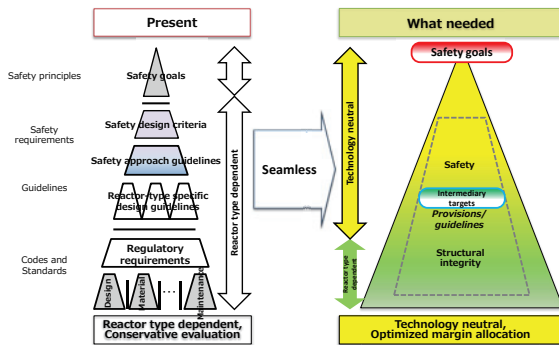 Present
What needed
Safety principles
Safety goals
Safety goals
Safety
requirements
Safety design criteria
Safety approach guidelines
Guidelines
Reactor-type specific
design guidelines
Regulatory
requirements
Codes and
Standards
Design
Material
...
Maintenance
Reactor type dependent
Seamless
Technology neutral
Reactor type
dependent
Safety
Intermediary
targets
Provisions/
guidelines
Structural
integrity
Reactor type dependent,
Conservative evaluation
Technology neutral,
Optimized margin allocation